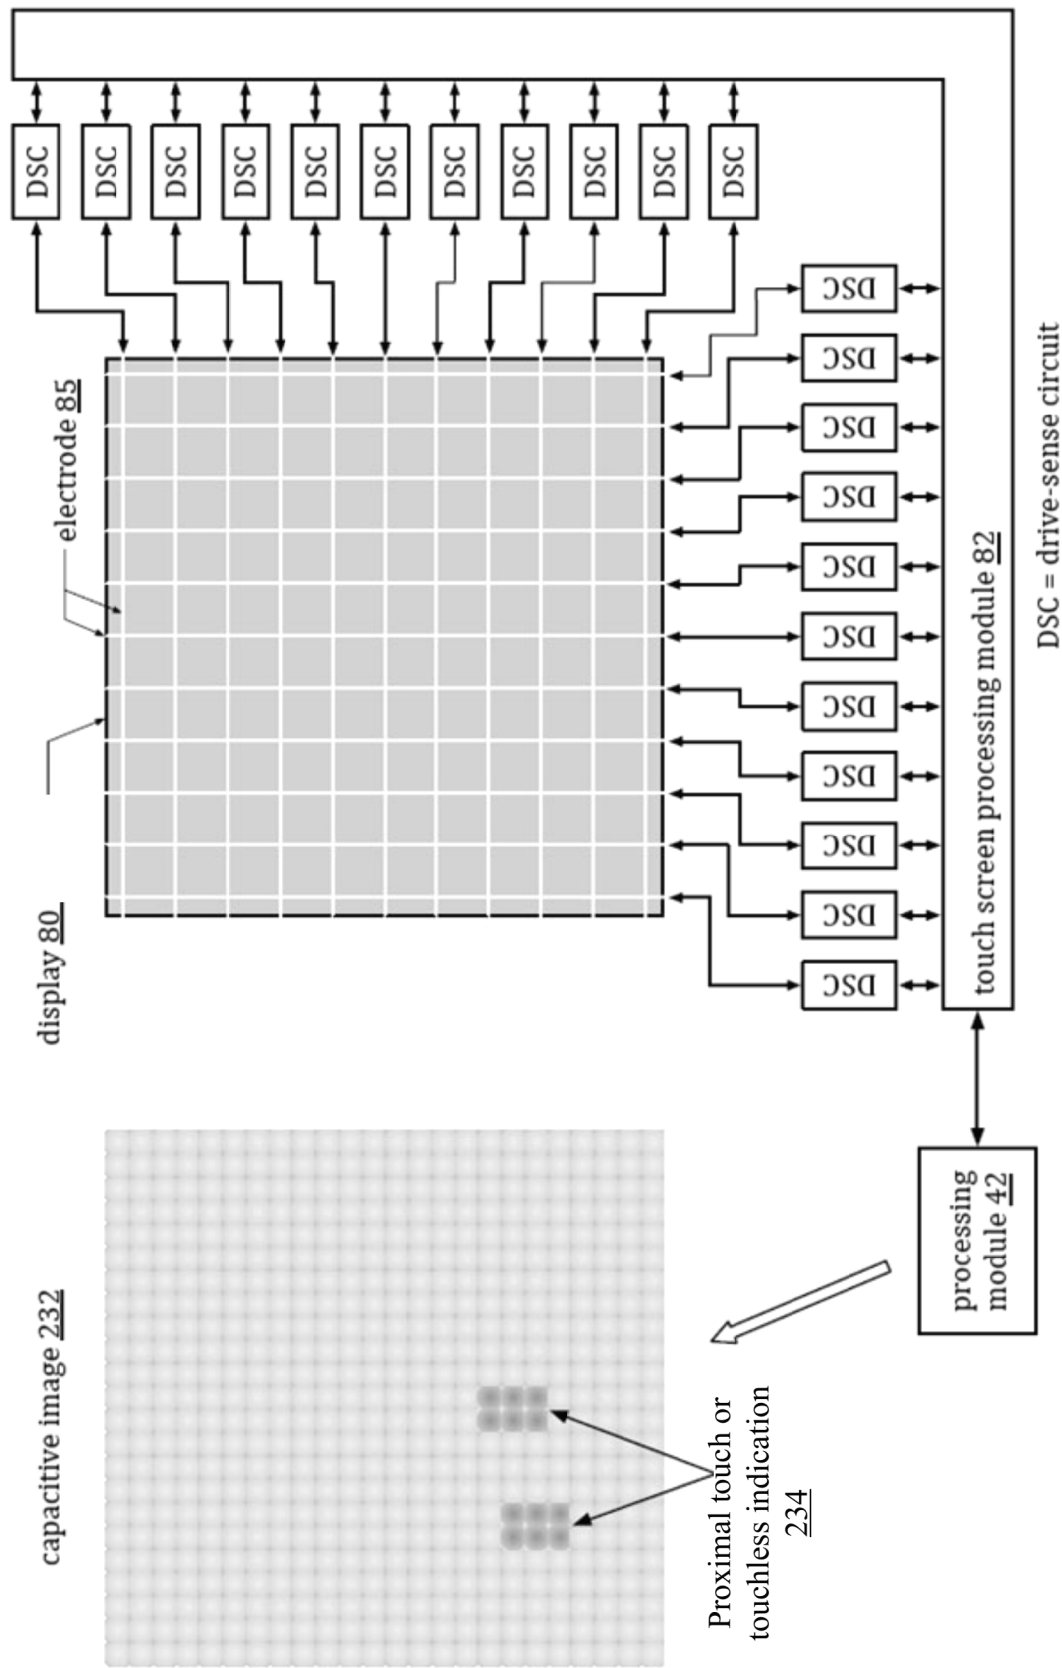 DSC
DSC
DSC
DSC
DSC
DSC
DSC
DSC
DSC
DSC
DSC
electrode 85
display 80
DSC
DSC
DSC
DSC
DSC
DSC
DSC
DSC
DSC
DSC
DSC
touch screen processing module 82
DSC = drive-sense circuit
capacitive image 232
processing
module 42
Proximal touch or
touchless indication
234